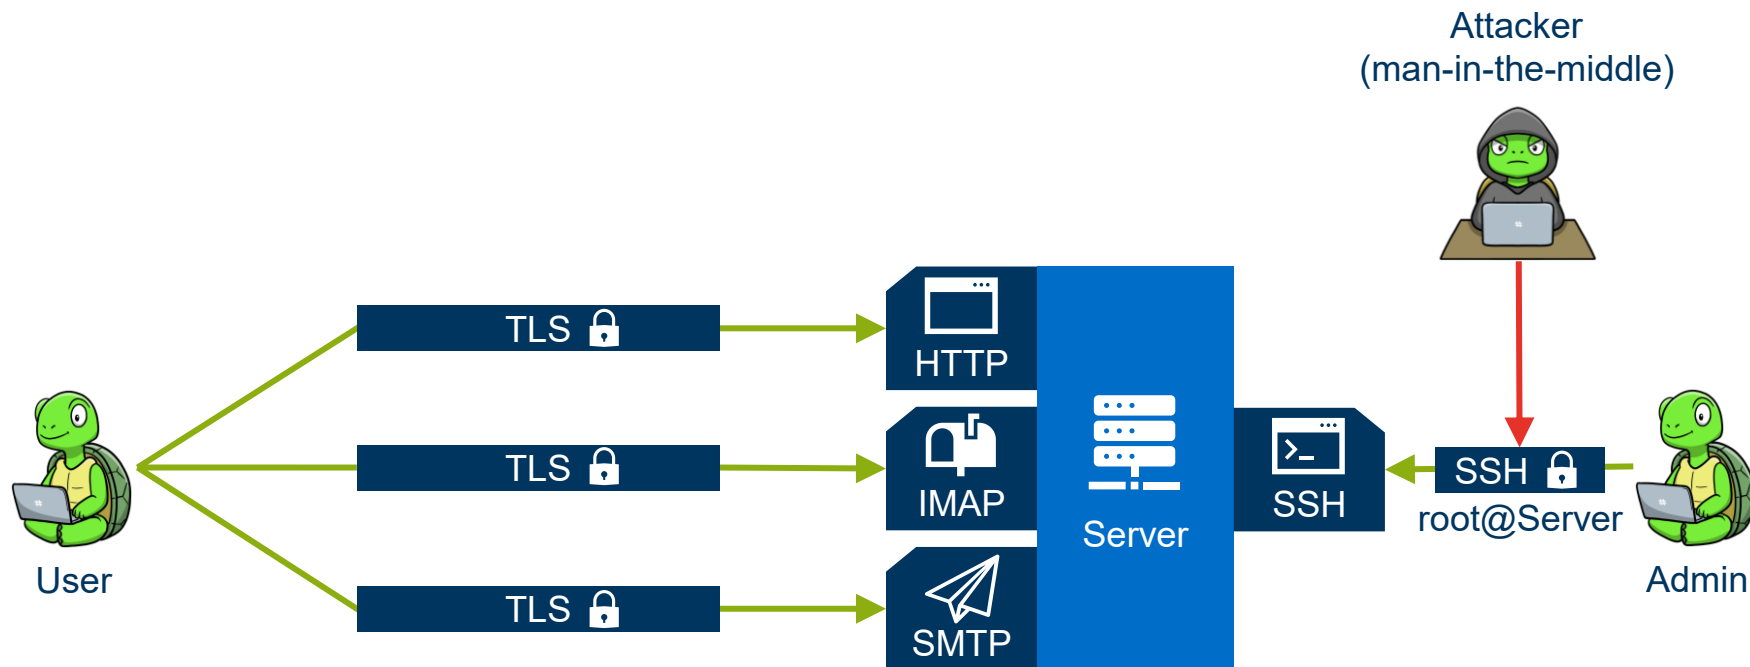 Attacker
(man-in-the-middle)
TLS
HTTP
TLS
IMAP
Server
SSH
SSH
root@Server
User
TLS
SMTP
Admin